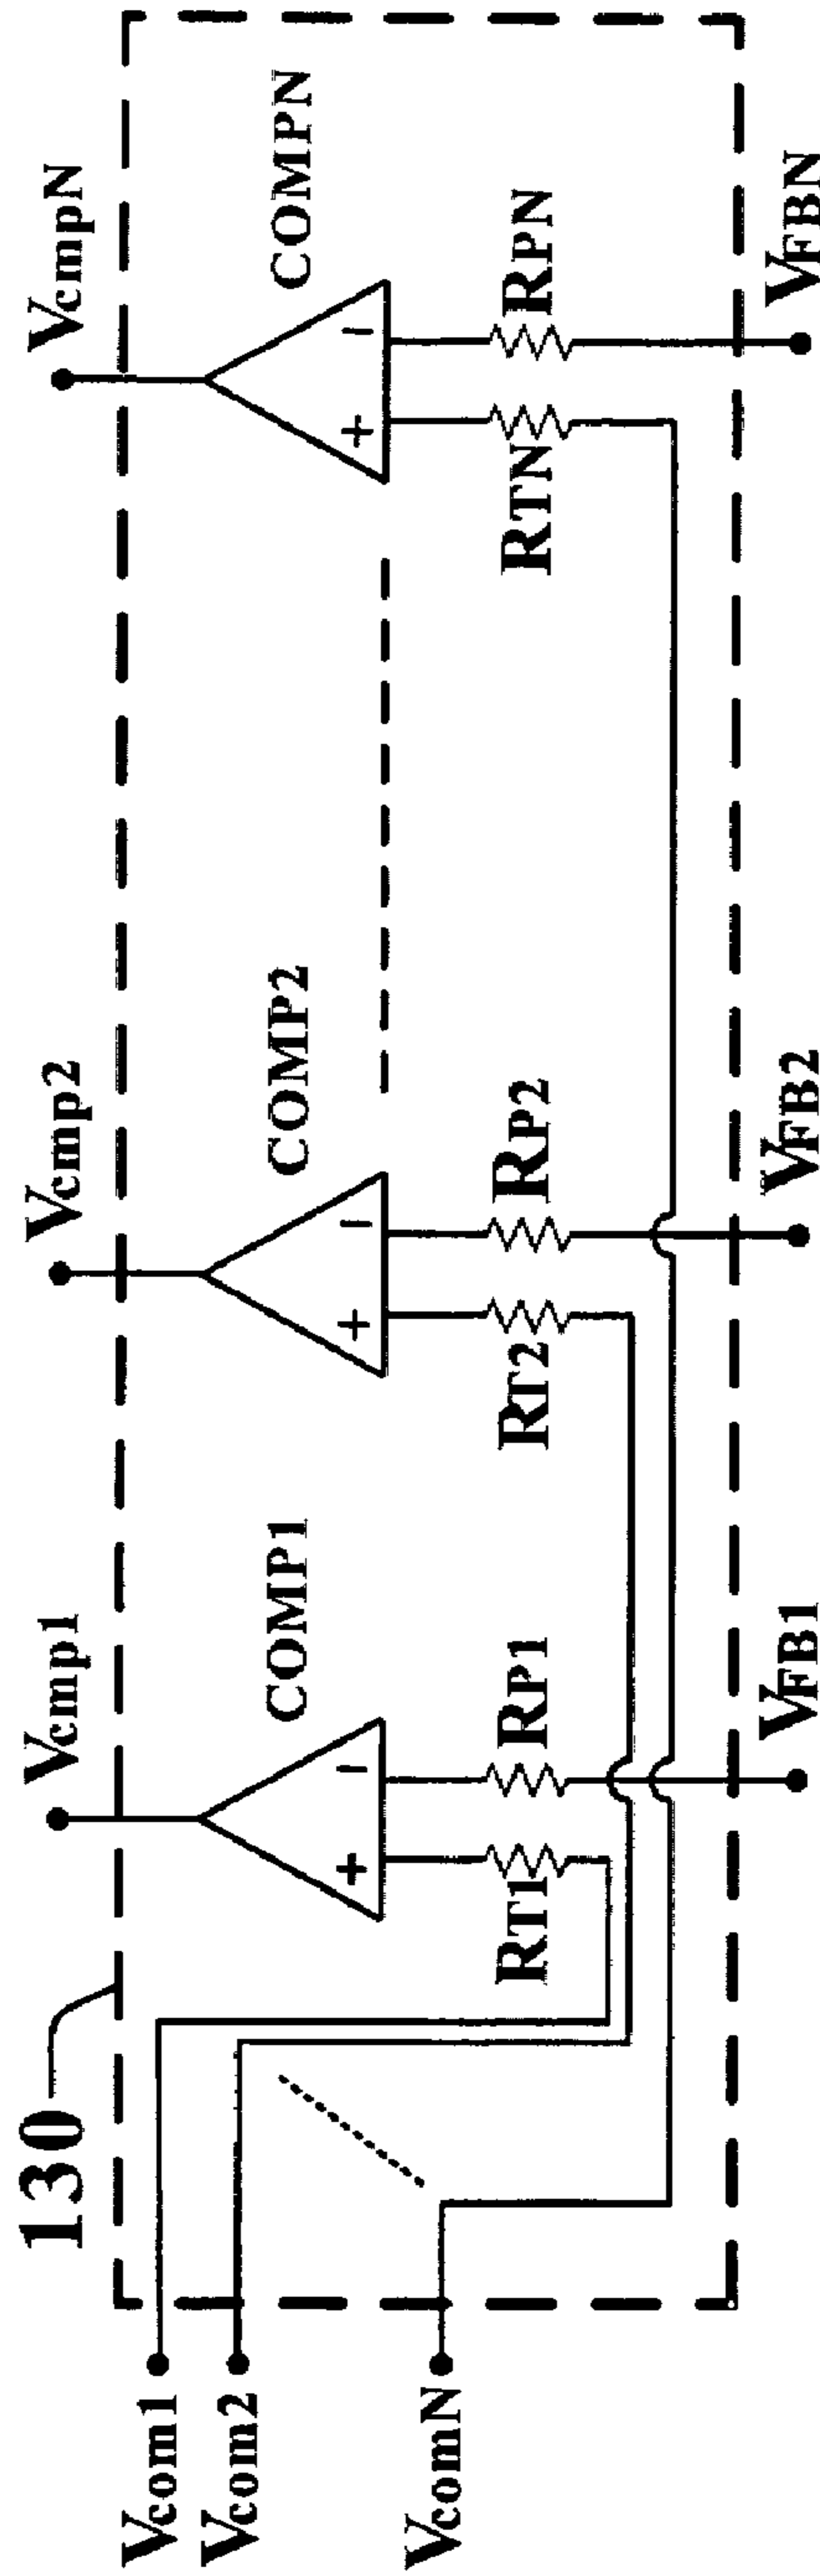 130
Vcmp1
Vcmp2
VcmpN
COMP1
COMP2
COMPN
+
−
+
−
+
−
RT1
RP1
RT2
RP2
RTN
RPN
Vcom1
Vcom2
VcomN
VFB1
VFB2
VFBN